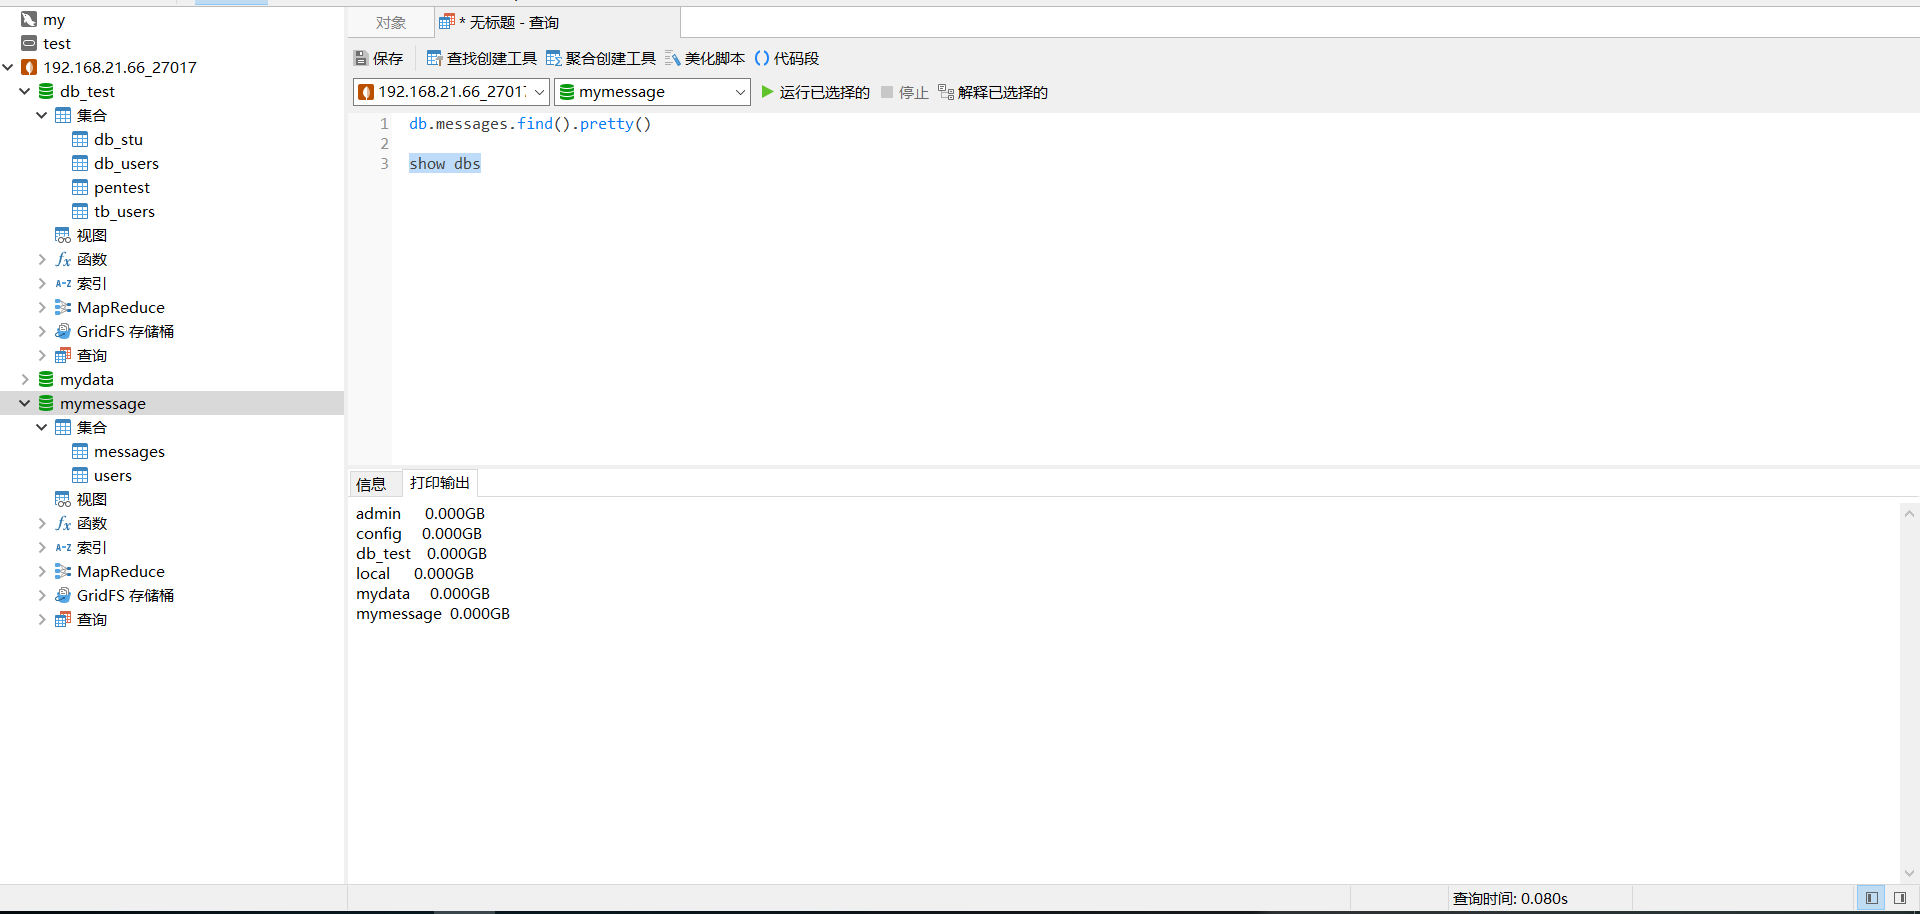 my
test
192.168.21.66_27017
db_test
集合
db_stu
db_users
pentest
tb_users
视图
函数
索引
MapReduce
GridFS 存储桶
查询
mydata
mymessage
集合
messages
users
视图
函数
索引
MapReduce
GridFS 存储桶
查询
对象
* 无标题 - 查询
保存 查找创建工具 聚合创建工具 美化脚本 () 代码段
192.168.21.66_2701 mymessage 运行已选择的 停止 解释已选择的
1 db.messages.find().pretty()
2
3 show dbs
信息 打印输出
admin 0.000GB
config 0.000GB
db_test 0.000GB
local 0.000GB
mydata 0.000GB
mymessage 0.000GB
查询时间: 0.080s